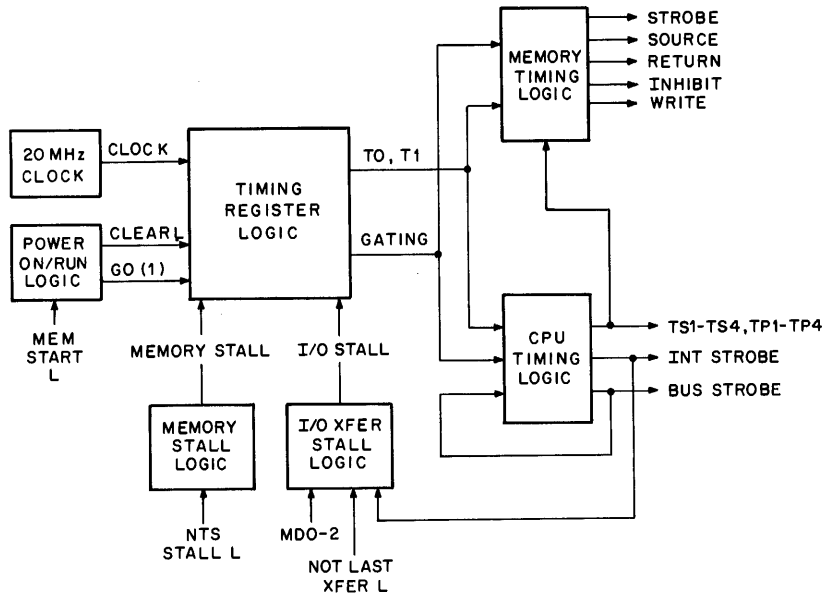 20 MHz
CLOCK
CLOCK
POWER
ON/RUN
LOGIC
CLEAR L
GO (1)
MEM
START
L
TIMING
REGISTER
LOGIC
TO, T1
GATING
MEMORY
TIMING
LOGIC
STROBE
SOURCE
RETURN
INHIBIT
WRITE
MEMORY STALL
I/O STALL
MEMORY
STALL
LOGIC
NTS
STALL L
I/O XFER
STALL
LOGIC
MDO-2
NOT LAST
XFER L
CPU
TIMING
LOGIC
TS1-TS4,TP1-TP4
INT STROBE
BUS STROBE